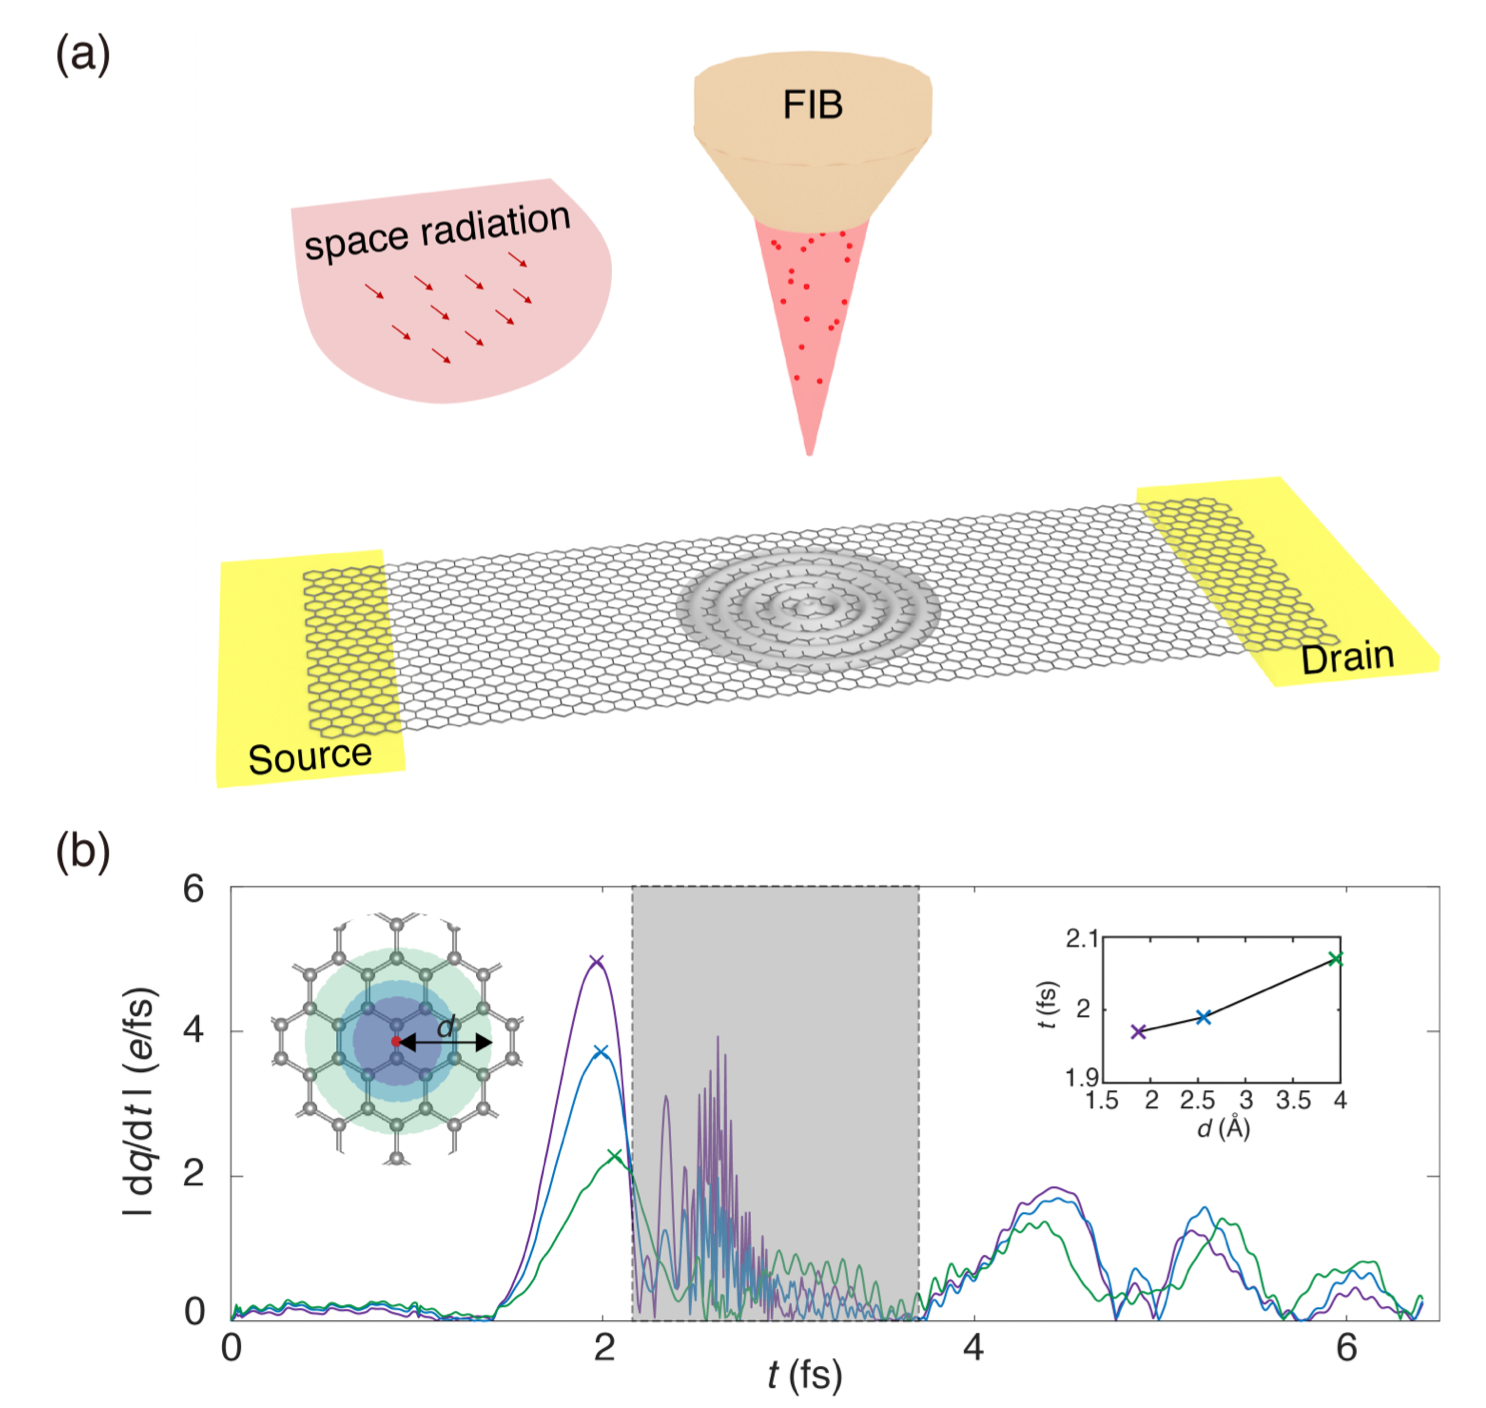 (a)
FIB
space radiation
Source
Drain
(b)
| dq/dt | (e/fs)
6
4
2
0
0
2
4
6
t (fs)
d
t (fs)
2.1
2
1.9
1.5
2
2.5
3
3.5
4
d (Å)